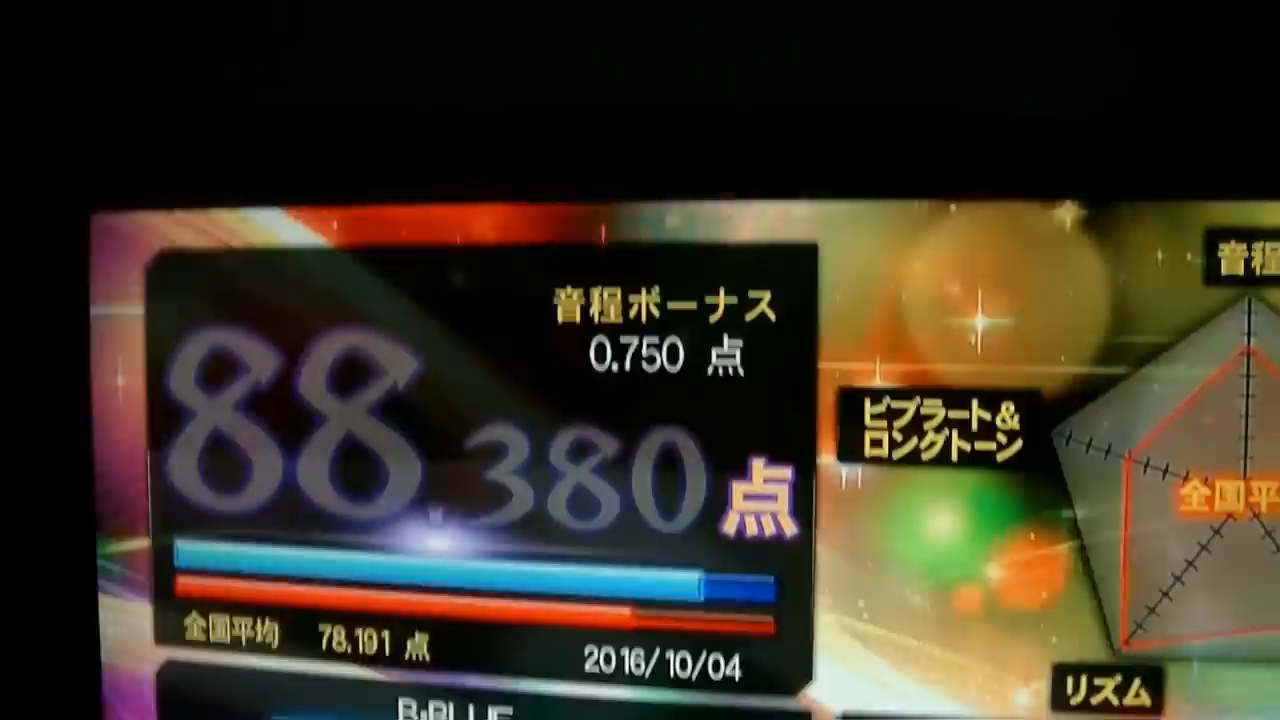 音程ボーナス
0.750 点
88.380点
全国平均 78.191 点
2016/10/04
B-BLUE
音程
ビブラート&
ロングトーン
全国平
リズム